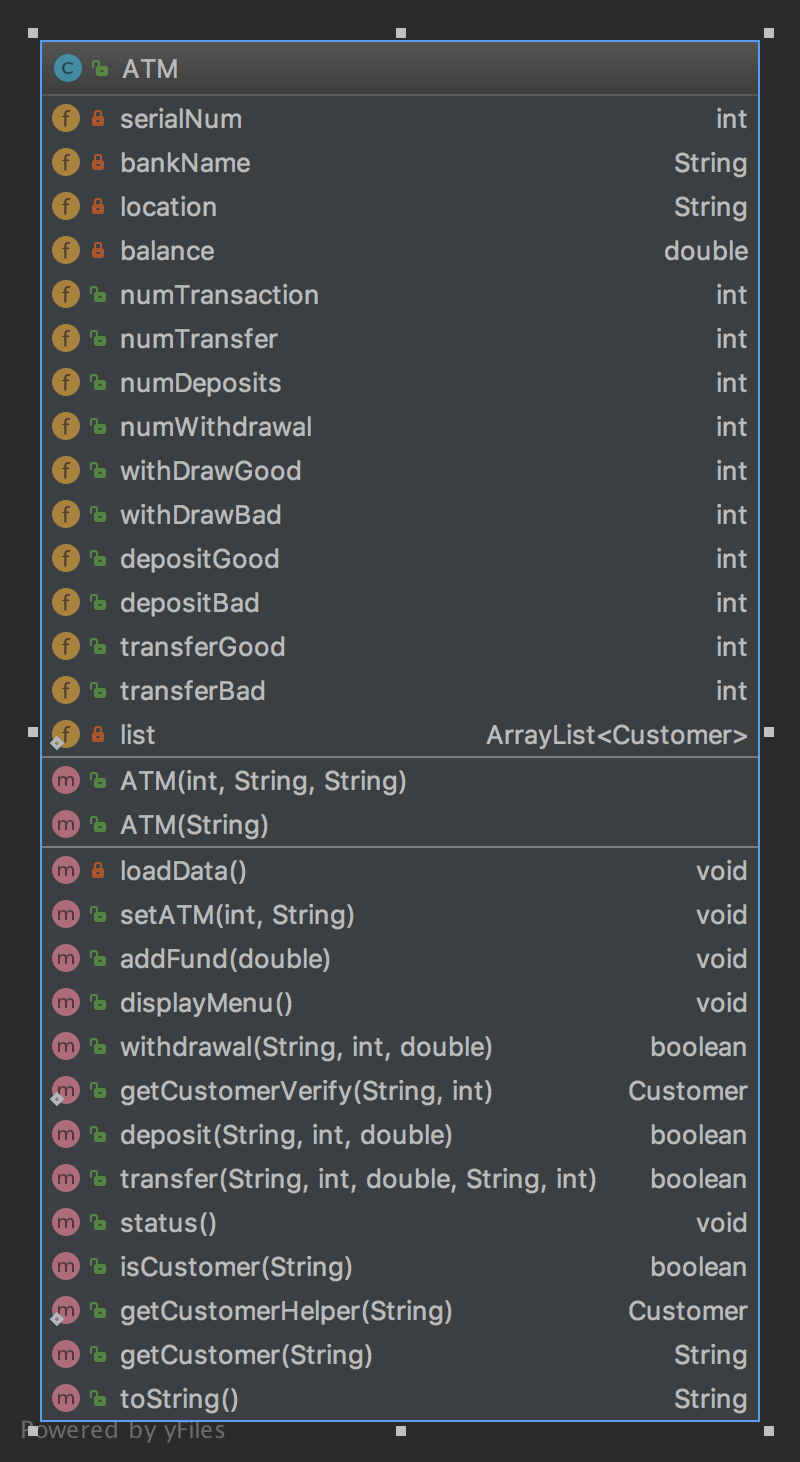 C ATM
f serialNum int
f bankName String
f location String
f balance double
f numTransaction int
f numTransfer int
f numDeposits int
f numWithdrawal int
f withDrawGood int
f withDrawBad int
f depositGood int
f depositBad int
f transferGood int
f transferBad int
f list ArrayList<Customer>
m ATM(int, String, String)
m ATM(String)
m loadData() void
m setATM(int, String) void
m addFund(double) void
m displayMenu() void
m withdrawal(String, int, double) boolean
m getCustomerVerify(String, int) Customer
m deposit(String, int, double) boolean
m transfer(String, int, double, String, int) boolean
m status() void
m isCustomer(String) boolean
m getCustomerHelper(String) Customer
m getCustomer(String) String
m toString() String
Powered by yFiles